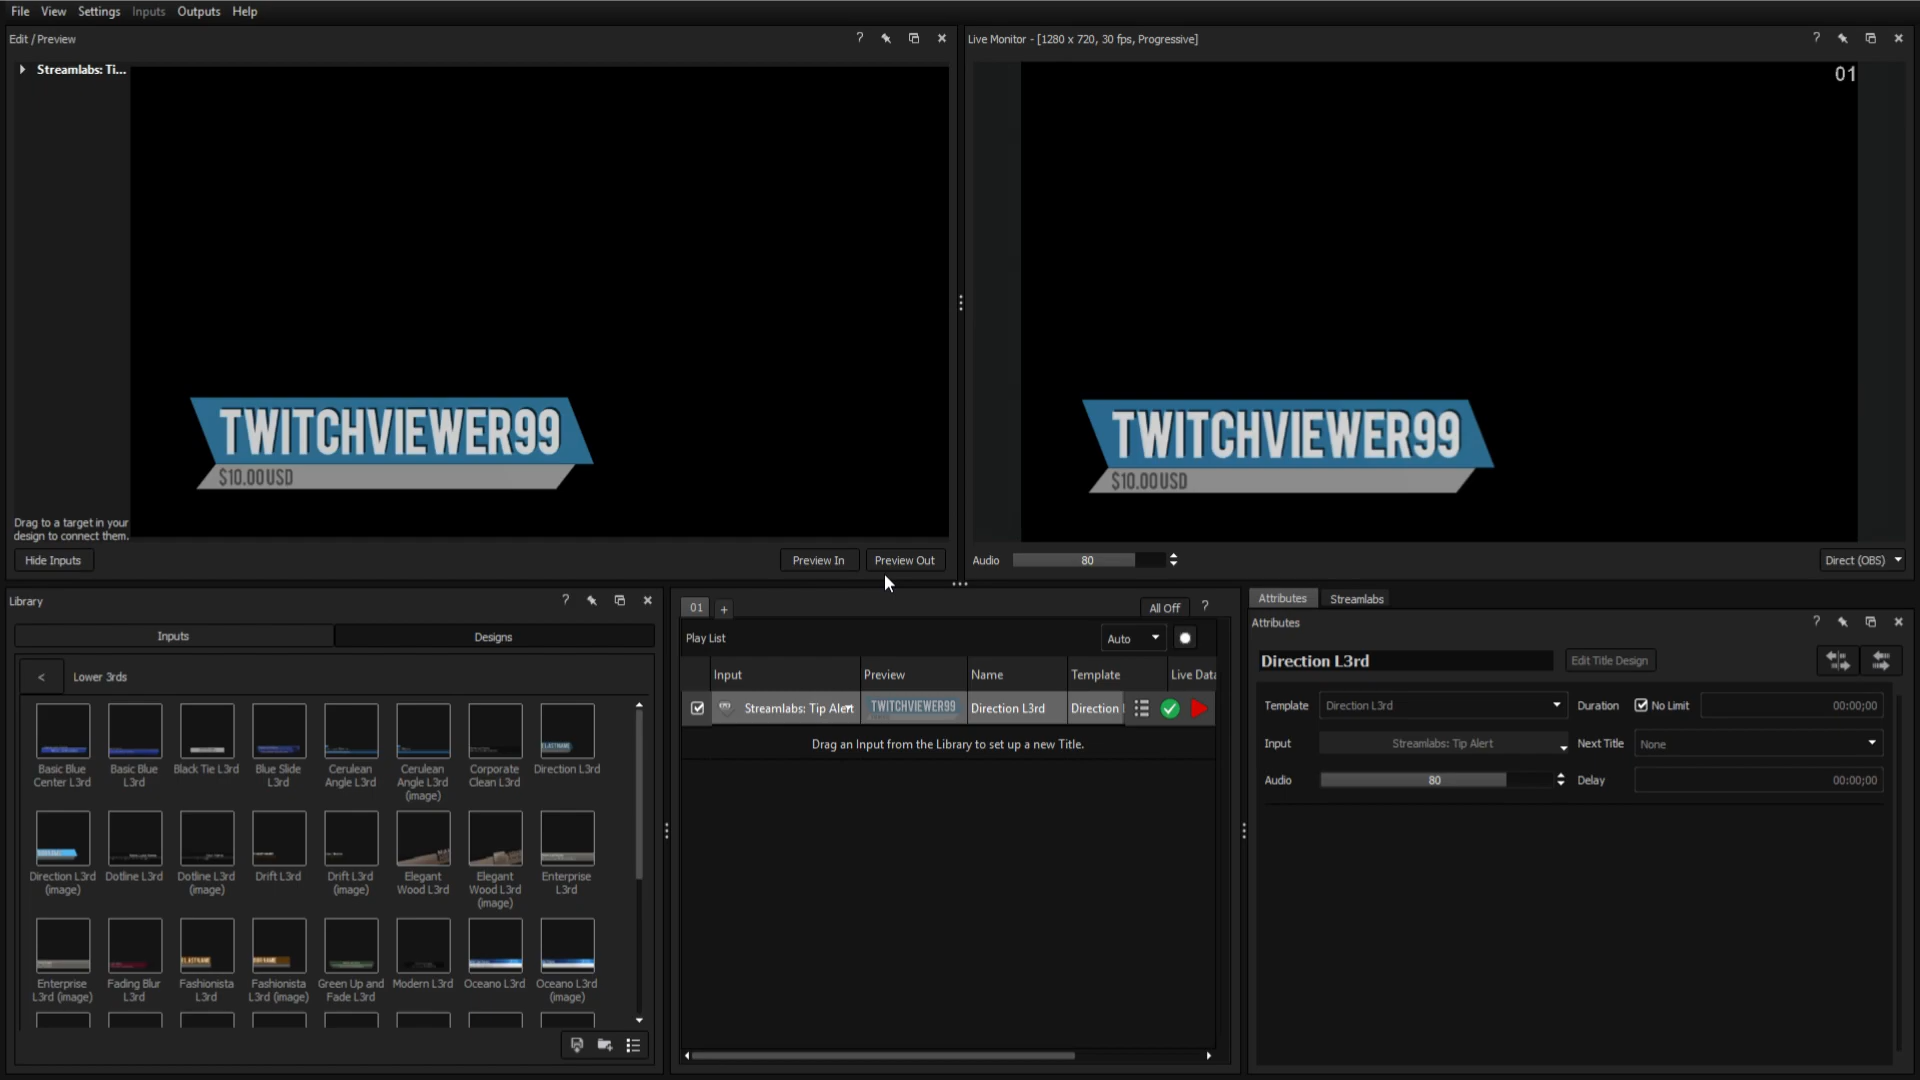 File View Settings Inputs Outputs Help
Edit / Preview
Streamlabs: Ti...
TWITCHVIEWER99
$10.00USD
Drag to a target in your
design to connect them.
Hide Inputs
Preview In
Preview Out
Live Monitor - [1280 x 720, 30 fps, Progressive]
01
TWITCHVIEWER99
$10.00USD
Audio 80
Direct (OBS)
Library
Inputs Designs
< Lower 3rds
Basic Blue Center L3rd
Basic Blue L3rd
Black Tie L3rd
Blue Slide L3rd
Cerulean Angle L3rd
Cerulean Angle L3rd (image)
Corporate Clean L3rd
Direction L3rd
Direction L3rd (image)
Dotline L3rd
Dotline L3rd (image)
Drift L3rd
Drift L3rd (image)
Elegant Wood L3rd
Elegant Wood L3rd (image)
Enterprise L3rd
Enterprise L3rd (image)
Fading Blur L3rd
Fashionista L3rd
Fashionista L3rd (image)
Green Up and Fade L3rd
Modern L3rd
Oceano L3rd
Oceano L3rd (image)
01 + All Off ?
Play List Auto
Input Preview Name Template Live Data
Streamlabs: Tip Alert TWITCHVIEWER99 Direction L3rd Direction
Drag an Input from the Library to set up a new Title.
Attributes Streamlabs
Attributes
Direction L3rd Edit Title Design
Template Direction L3rd Duration No Limit 00:00;00
Input Streamlabs: Tip Alert Next Title None
Audio 80 Delay 00:00;00